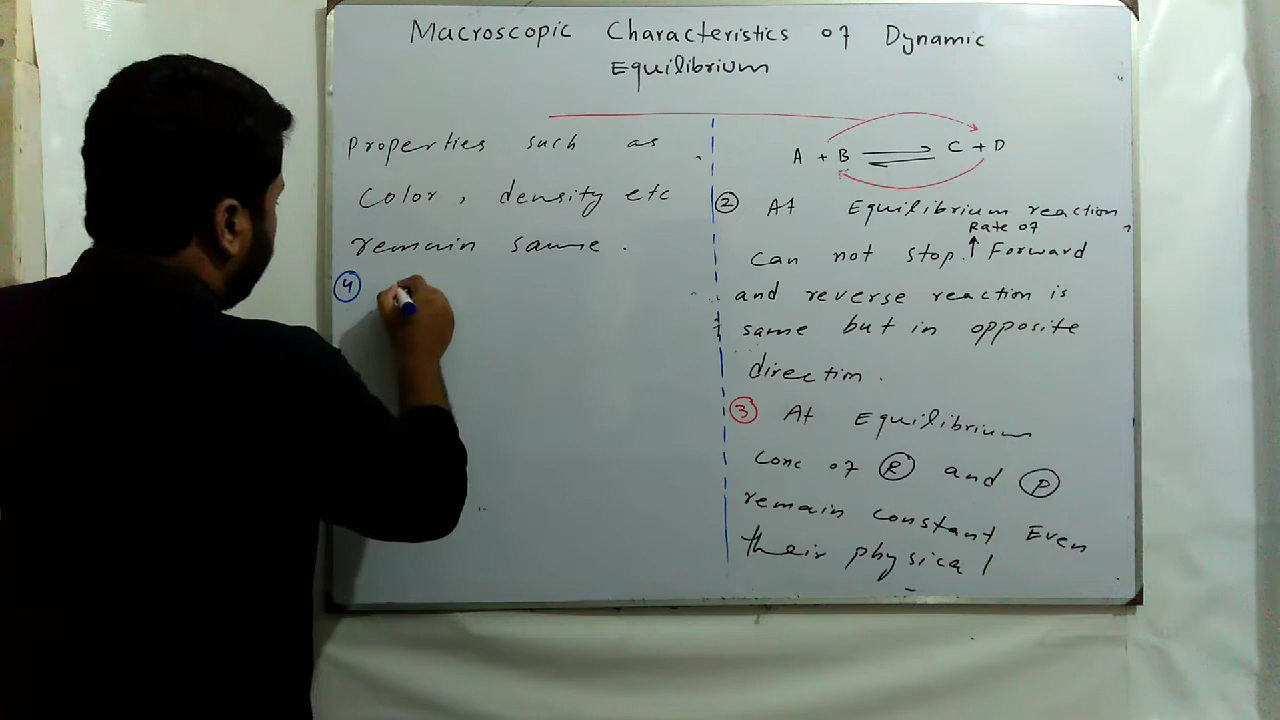 Macroscopic Characteristics of Dynamic
Equilibrium
A + B ⇌ C + D
② At Equilibrium reaction
Rate of
can not stop. ↑ Forward
and reverse reaction is
same but in opposite
direction.
③ At Equilibrium
conc of Ⓡ and Ⓟ
remain constant Even
their physical
properties such as
color, density etc
remain same.
④